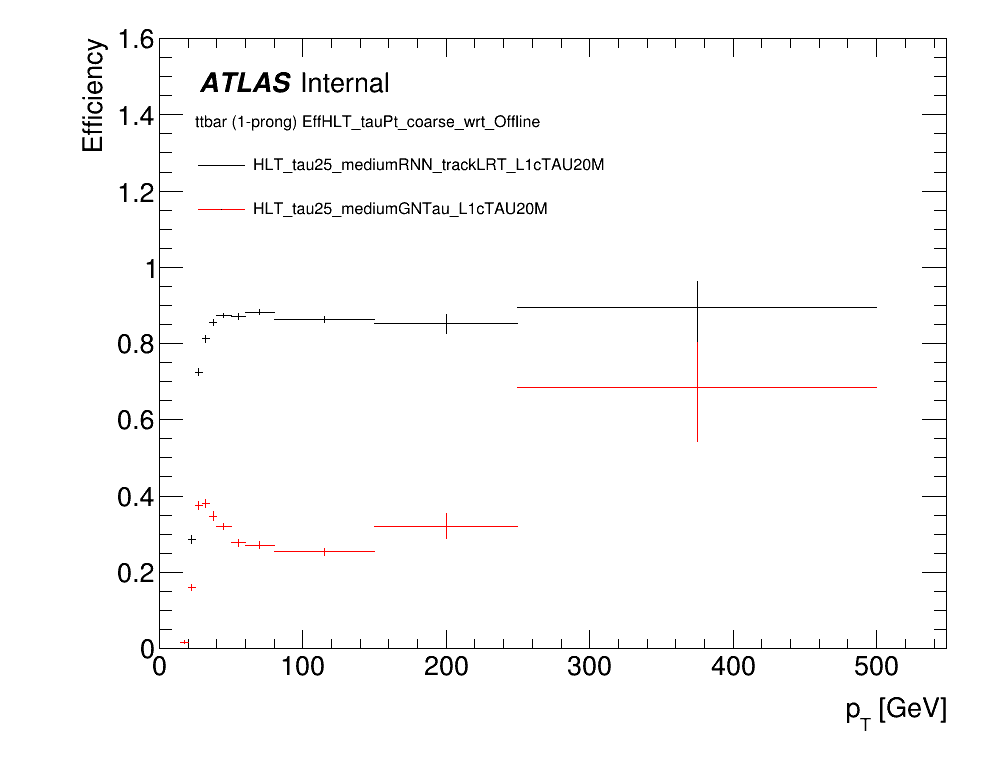 Efficiency
1.6
1.4
1.2
1
0.8
0.6
0.4
0.2
0
ATLAS Internal
ttbar (1-prong) EffHLT_tauPt_coarse_wrt_Offline
HLT_tau25_mediumRNN_trackLRT_L1cTAU20M
HLT_tau25_mediumGNTau_L1cTAU20M
0 100 200 300 400 500
p_T [GeV]